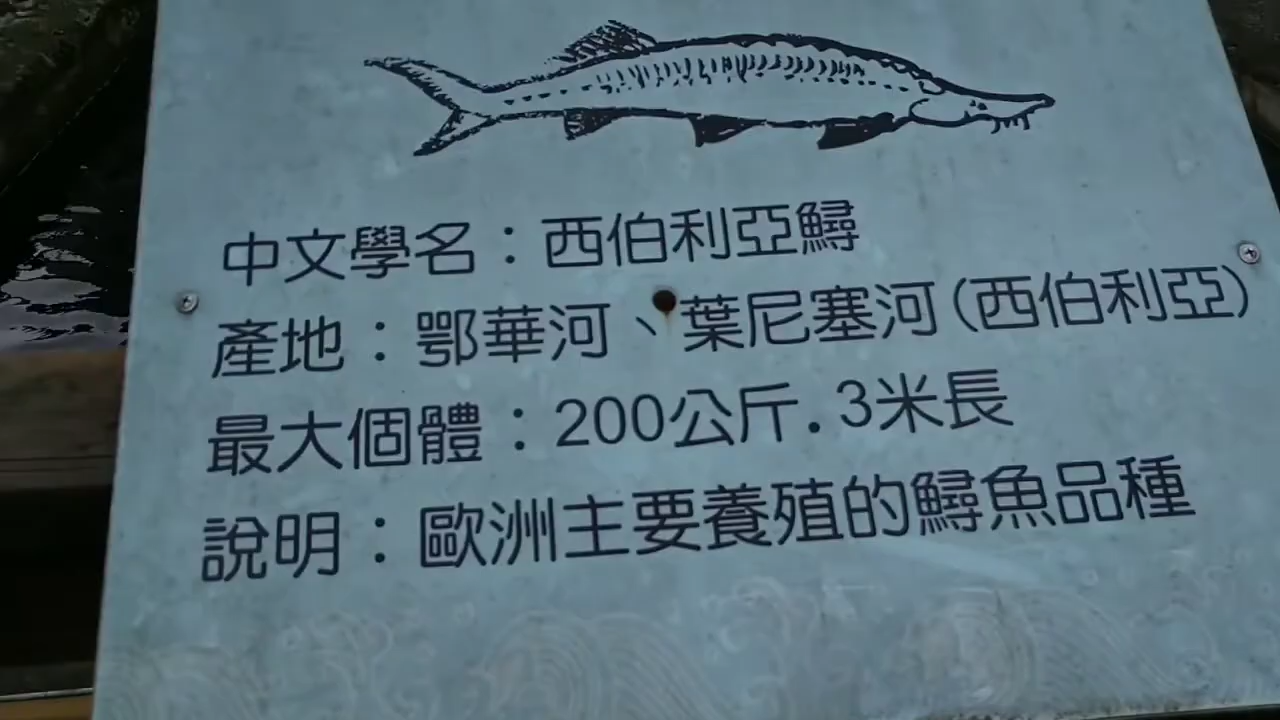 中文學名：西伯利亞鱘
產地：鄂華河、葉尼塞河(西伯利亞)
最大個體：200公斤.3米長
說明：歐洲主要養殖的鱘魚品種